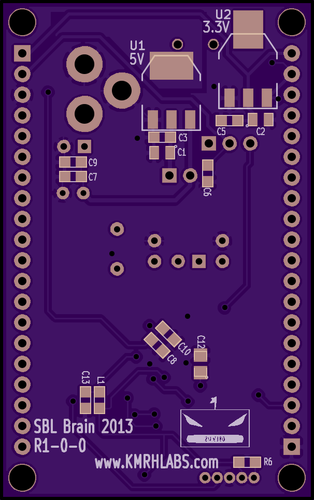 U2
3.3V
U1
5V
C5
C2
C3
C1
C9
C7
C6
C10
C8
C12
C13
L1
SBL Brain 2013
R1-0-0
www.KMRHLABS.com
R6